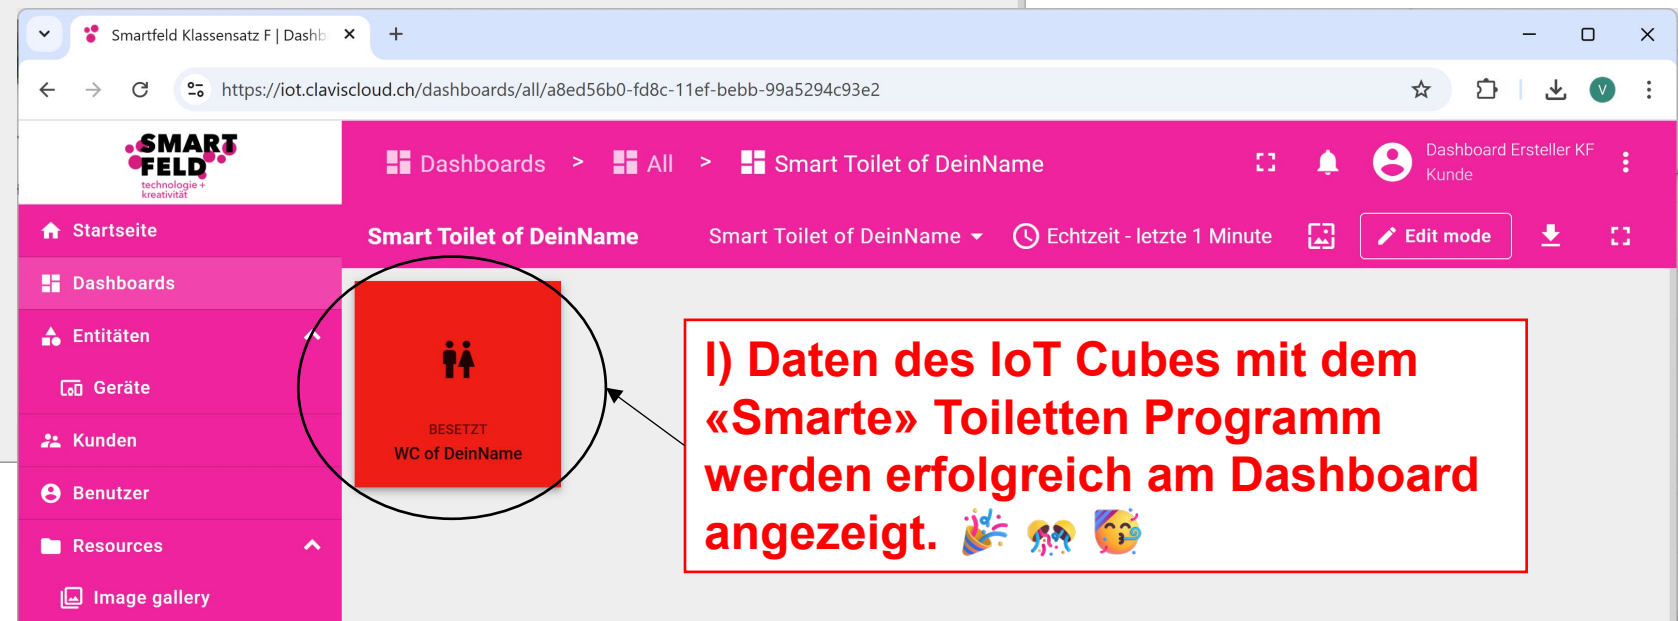 Smartfeld Klassensatz F | Dashb
https://iot.claviscloud.ch/dashboards/all/a8ed56b0-fd8c-11ef-bebb-99a5294c93e2
V
SMART
FELD
technologie +
kreativität
Dashboards > All > Smart Toilet of DeinName
Dashboard Ersteller KF
Kunde
Smart Toilet of DeinName
Smart Toilet of DeinName
Echtzeit - letzte 1 Minute
Edit mode
Startseite
Dashboards
Entitäten
Geräte
Kunden
Benutzer
Resources
Image gallery
BESETZT
WC of DeinName
l) Daten des IoT Cubes mit dem
«Smarte» Toiletten Programm
werden erfolgreich am Dashboard
angezeigt. 🎉 🎊 🥳